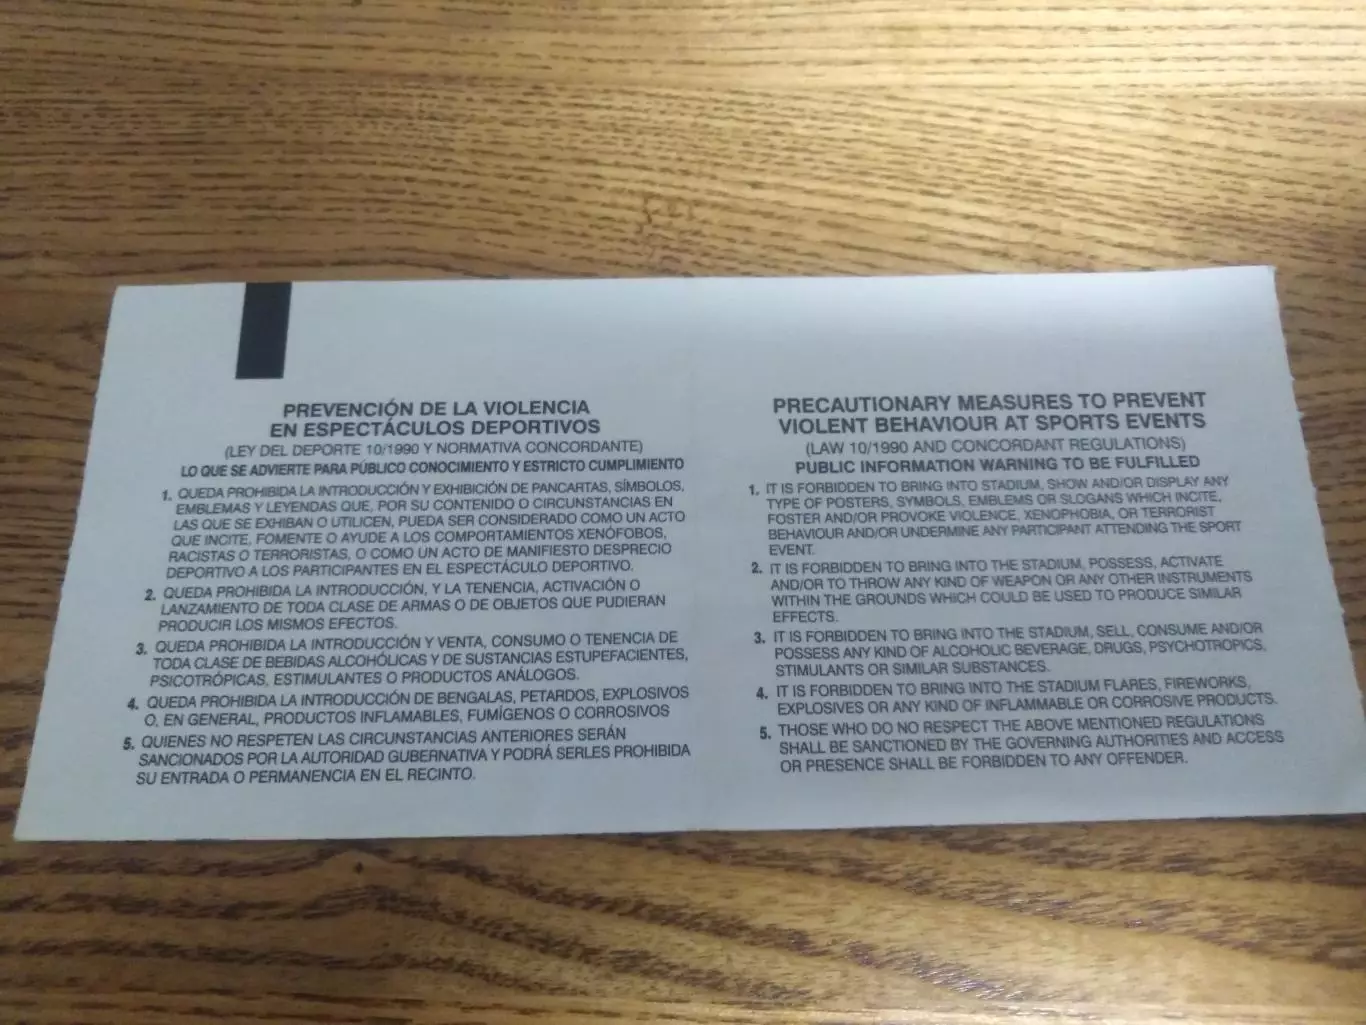 PREVENCIÓN DE LA VIOLENCIA
EN ESPECTÁCULOS DEPORTIVOS
(LEY DEL DEPORTE 10/1990 Y NORMATIVA CONCORDANTE)
LO QUE SE ADVIERTE PARA PÚBLICO CONOCIMIENTO Y ESTRICTO CUMPLIMIENTO
1. QUEDA PROHIBIDA LA INTRODUCCIÓN Y EXHIBICIÓN DE PANCARTAS, SÍMBOLOS,
EMBLEMAS Y LEYENDAS QUE, POR SU CONTENIDO O CIRCUNSTANCIAS EN
LAS QUE SE EXHIBAN O UTILICEN, PUEDA SER CONSIDERADO COMO UN ACTO
QUE INCITE, FOMENTE O AYUDE A LOS COMPORTAMIENTOS XENÓFOBOS,
RACISTAS O TERRORISTAS, O COMO UN ACTO DE MANIFIESTO DESPRECIO
DEPORTIVO A LOS PARTICIPANTES EN EL ESPECTÁCULO DEPORTIVO.
2. QUEDA PROHIBIDA LA INTRODUCCIÓN, Y LA TENENCIA, ACTIVACIÓN O
LANZAMIENTO DE TODA CLASE DE ARMAS O DE OBJETOS QUE PUDIERAN
PRODUCIR LOS MISMOS EFECTOS.
3. QUEDA PROHIBIDA LA INTRODUCCIÓN Y VENTA, CONSUMO O TENENCIA DE
TODA CLASE DE BEBIDAS ALCOHÓLICAS Y DE SUSTANCIAS ESTUPEFACIENTES,
PSICOTRÓPICAS, ESTIMULANTES O PRODUCTOS ANÁLOGOS.
4. QUEDA PROHIBIDA LA INTRODUCCIÓN DE BENGALAS, PETARDOS, EXPLOSIVOS
O, EN GENERAL, PRODUCTOS INFLAMABLES, FUMÍGENOS O CORROSIVOS
5. QUIENES NO RESPETEN LAS CIRCUNSTANCIAS ANTERIORES SERÁN
SANCIONADOS POR LA AUTORIDAD GUBERNATIVA Y PODRÁ SERLES PROHIBIDA
SU ENTRADA O PERMANENCIA EN EL RECINTO.
PRECAUTIONARY MEASURES TO PREVENT
VIOLENT BEHAVIOUR AT SPORTS EVENTS
(LAW 10/1990 AND CONCORDANT REGULATIONS)
PUBLIC INFORMATION WARNING TO BE FULFILLED
1. IT IS FORBIDDEN TO BRING INTO STADIUM, SHOW AND/OR DISPLAY ANY
TYPE OF POSTERS, SYMBOLS, EMBLEMS OR SLOGANS WHICH INCITE,
FOSTER AND/OR PROVOKE VIOLENCE, XENOPHOBIA, OR TERRORIST
BEHAVIOUR AND/OR UNDERMINE ANY PARTICIPANT ATTENDING THE SPORT
EVENT.
2. IT IS FORBIDDEN TO BRING INTO THE STADIUM, POSSESS, ACTIVATE
AND/OR TO THROW ANY KIND OF WEAPON OR ANY OTHER INSTRUMENTS
WITHIN THE GROUNDS WHICH COULD BE USED TO PRODUCE SIMILAR
EFFECTS.
3. IT IS FORBIDDEN TO BRING INTO THE STADIUM, SELL, CONSUME AND/OR
POSSESS ANY KIND OF ALCOHOLIC BEVERAGE, DRUGS, PSYCHOTROPICS,
STIMULANTS OR SIMILAR SUBSTANCES.
4. IT IS FORBIDDEN TO BRING INTO THE STADIUM FLARES, FIREWORKS,
EXPLOSIVES OR ANY KIND OF INFLAMMABLE OR CORROSIVE PRODUCTS.
5. THOSE WHO DO NO RESPECT THE ABOVE MENTIONED REGULATIONS
SHALL BE SANCTIONED BY THE GOVERNING AUTHORITIES AND ACCESS
OR PRESENCE SHALL BE FORBIDDEN TO ANY OFFENDER.